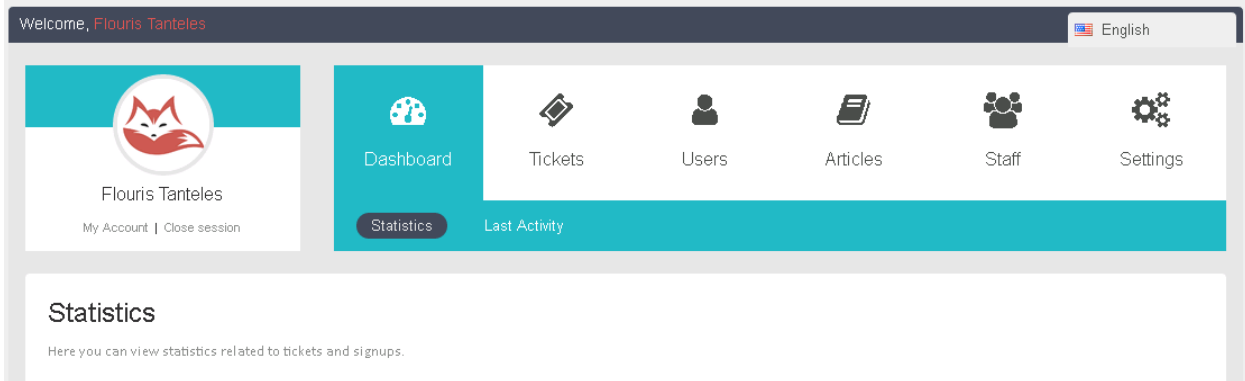 Welcome, Flouris Tanteles
English
Flouris Tanteles
My Account | Close session
Dashboard
Tickets
Users
Articles
Staff
Settings
Statistics
Last Activity
Statistics
Here you can view statistics related to tickets and signups.